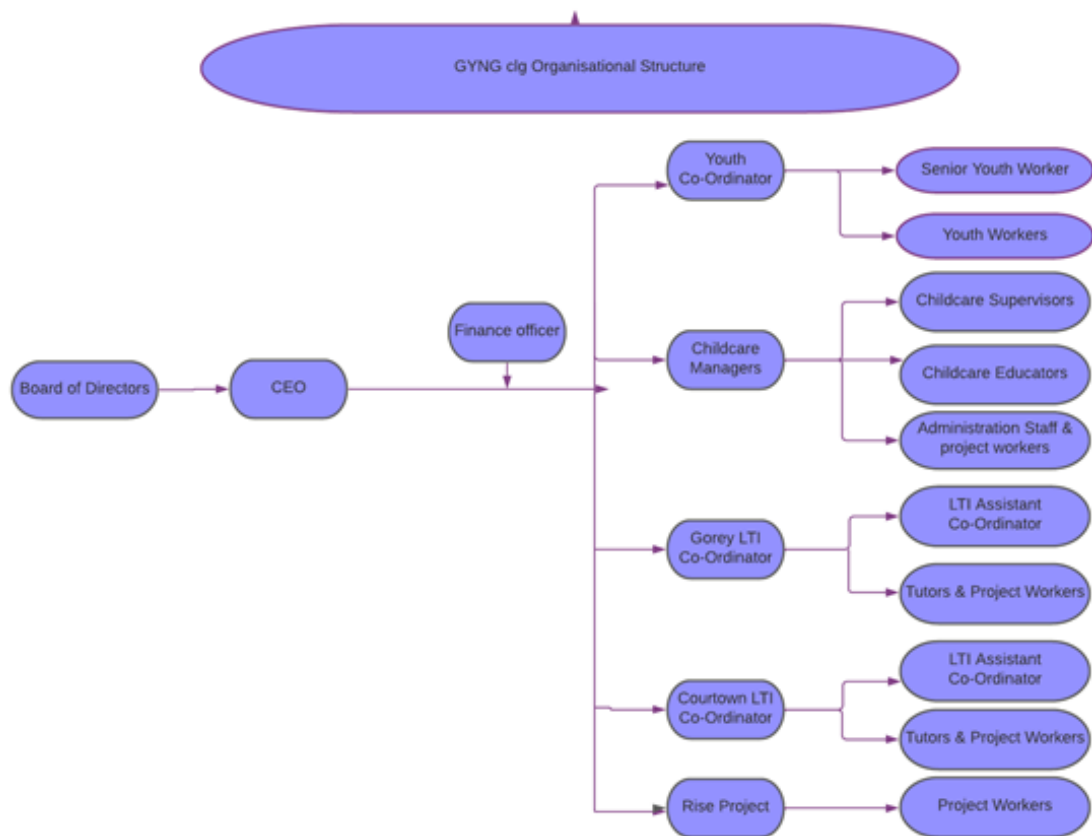 GYNG clg Organisational Structure
Youth
Co-Ordinator
Senior Youth Worker
Youth Workers
Finance officer
Childcare Supervisors
Childcare
Managers
Childcare Educators
Board of Directors
CEO
Administration Staff &
project workers
LTI Assistant
Co-Ordinator
Gorey LTI
Co-Ordinator
Tutors & Project Workers
LTI Assistant
Co-Ordinator
Courtown LTI
Co-Ordinator
Tutors & Project Workers
Rise Project
Project Workers